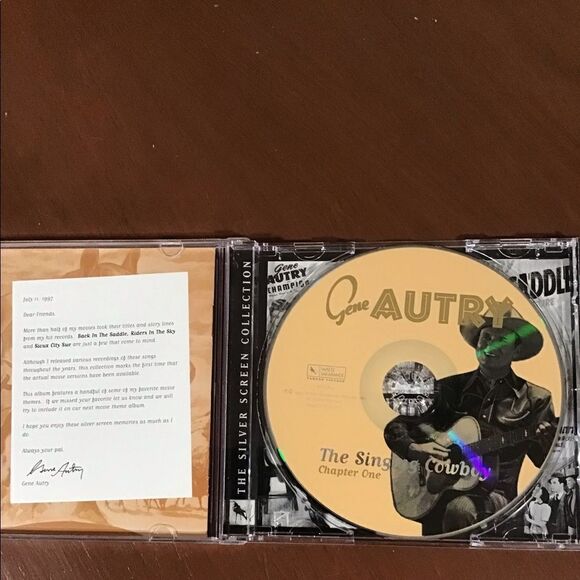 July 11, 1997
Dear Friends,
More than half of my movies took their titles and story lines
from my hit records. Back In The Saddle, Riders In The Sky
and Sioux City Sue are just a few that come to mind.
Although I released various recordings of these songs
throughout the years, this collection marks the first time that
the actual movie versions have been available.
This album features a handful of some of my favorite movie
themes. If we missed your favorite let us know and we will
try to include it on our next movie theme album.
I hope you enjoy these silver screen memories as much as I
do.
Always your pal,
Gene Autry
Gene Autry
THE SILVER SCREEN COLLECTION
Gene
AUTRY
CHAMPION
Gene AUTRY
VARÈSE
SARABANDE
The Singing Cowboy
Chapter One
SADDLE